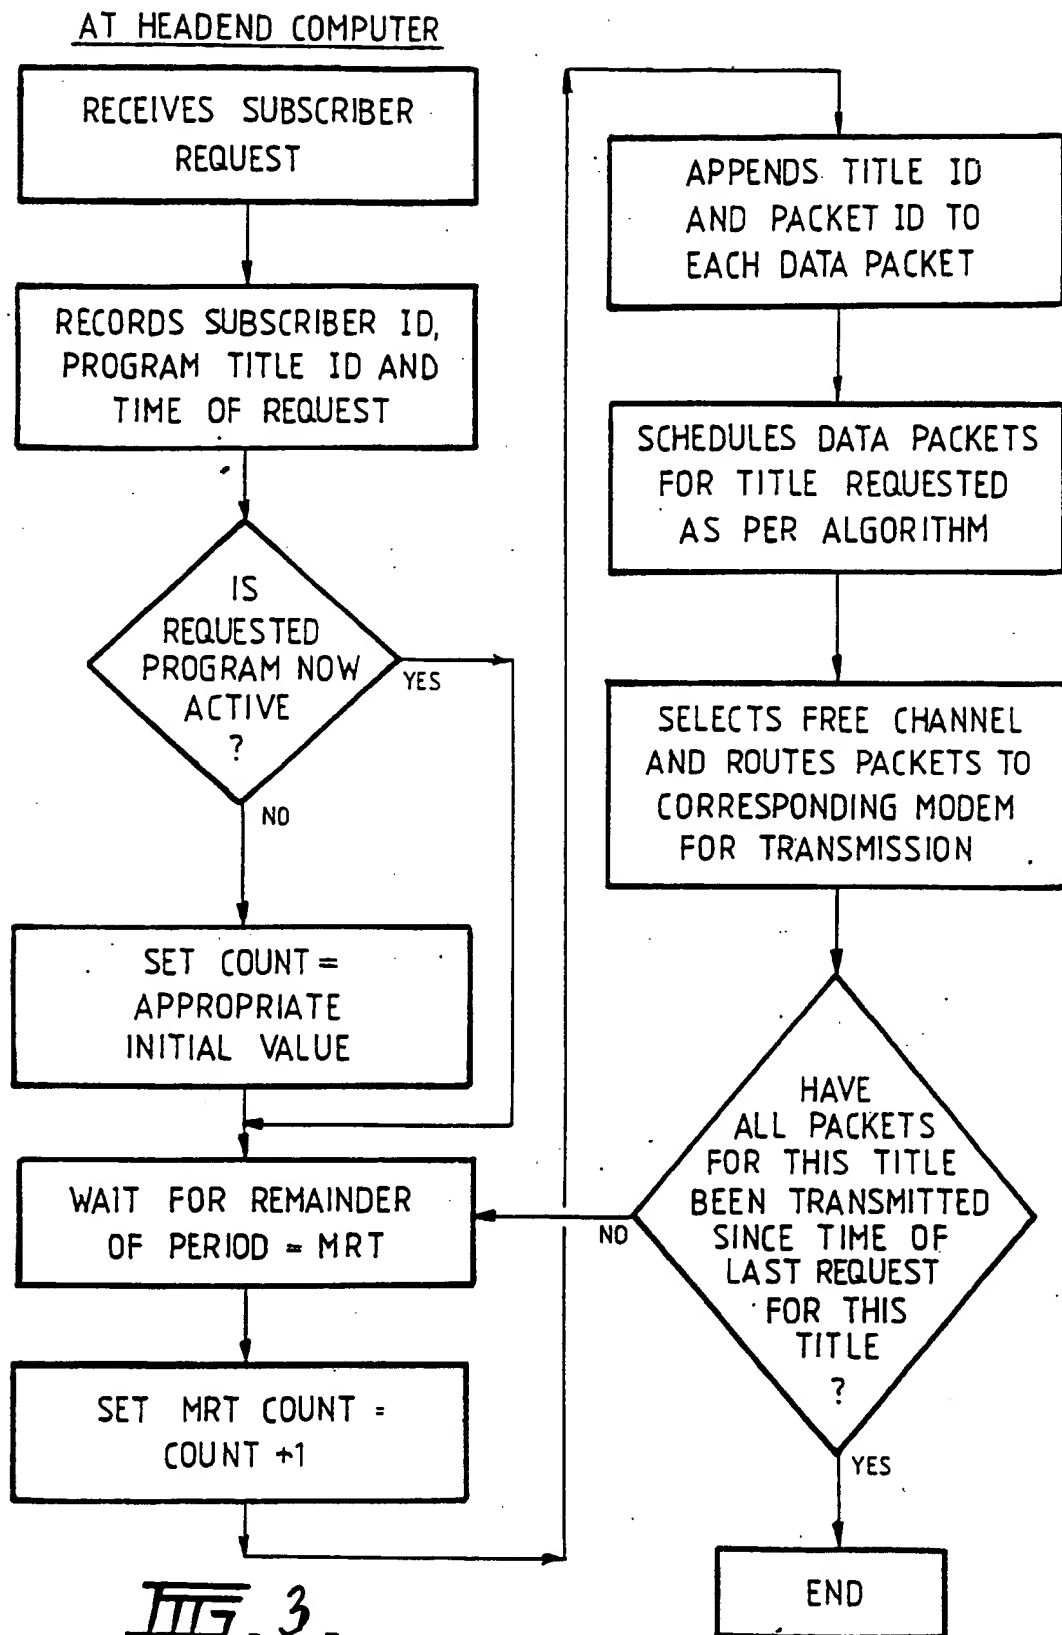 AT HEADEND COMPUTER
RECEIVES SUBSCRIBER
REQUEST
RECORDS SUBSCRIBER ID,
PROGRAM TITLE ID AND
TIME OF REQUEST
IS
REQUESTED
PROGRAM NOW
ACTIVE
?
YES
NO
SET COUNT =
APPROPRIATE
INITIAL VALUE
WAIT FOR REMAINDER
OF PERIOD = MRT
SET MRT COUNT =
COUNT +1
APPENDS TITLE ID
AND PACKET ID TO
EACH DATA PACKET
SCHEDULES DATA PACKETS
FOR TITLE REQUESTED
AS PER ALGORITHM
SELECTS FREE CHANNEL
AND ROUTES PACKETS TO
CORRESPONDING MODEM
FOR TRANSMISSION
HAVE
ALL PACKETS
FOR THIS TITLE
BEEN TRANSMITTED
SINCE TIME OF
LAST REQUEST
FOR THIS
TITLE
?
NO
YES
END
FIG. 3.